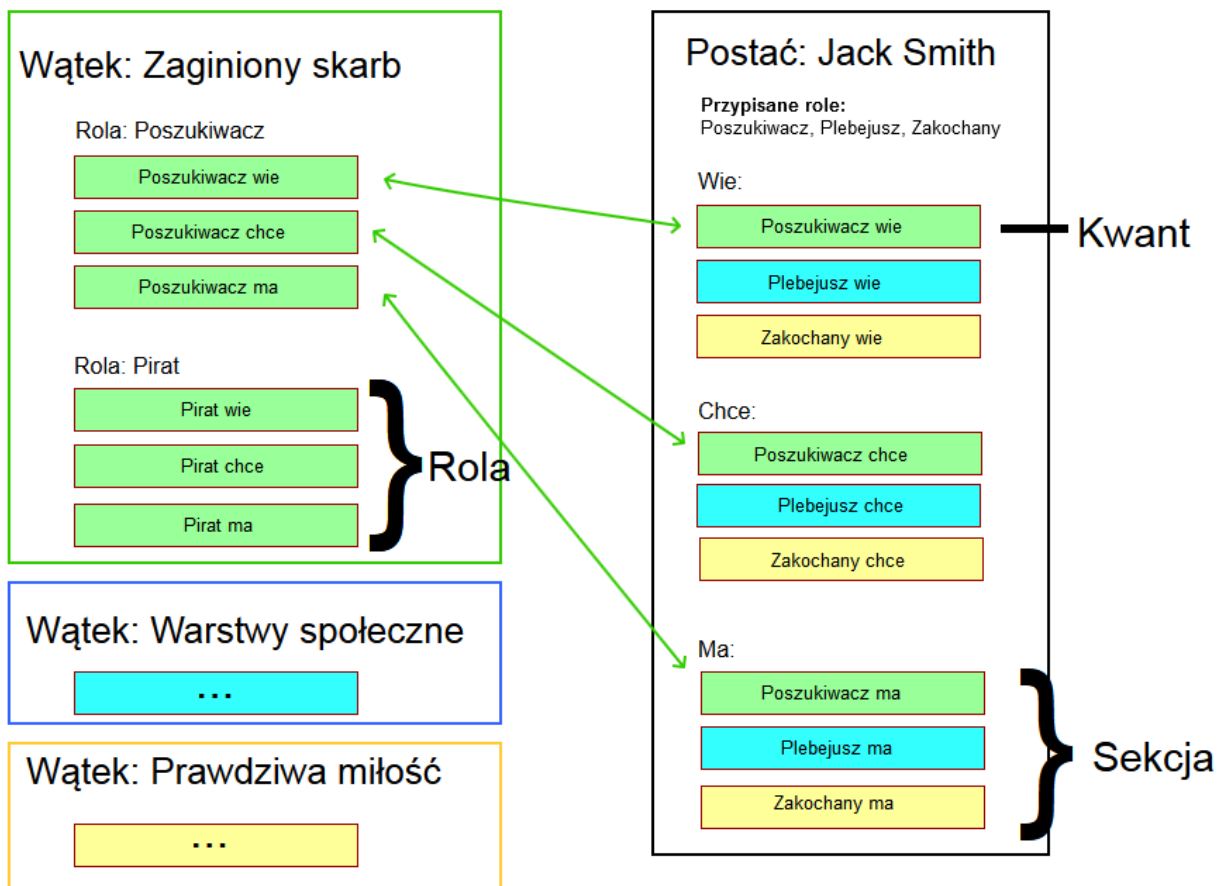 Wątek: Zaginiony skarb
Rola: Poszukiwacz
Poszukiwacz wie
Poszukiwacz chce
Poszukiwacz ma
Rola: Pirat
Pirat wie
Pirat chce
Pirat ma
Rola
Wątek: Warstwy społeczne
...
Wątek: Prawdziwa miłość
...
Postać: Jack Smith
Przypisane role:
Poszukiwacz, Plebejusz, Zakochany
Wie:
Poszukiwacz wie
Plebejusz wie
Zakochany wie
Kwant
Chce:
Poszukiwacz chce
Plebejusz chce
Zakochany chce
Ma:
Poszukiwacz ma
Plebejusz ma
Zakochany ma
Sekcja